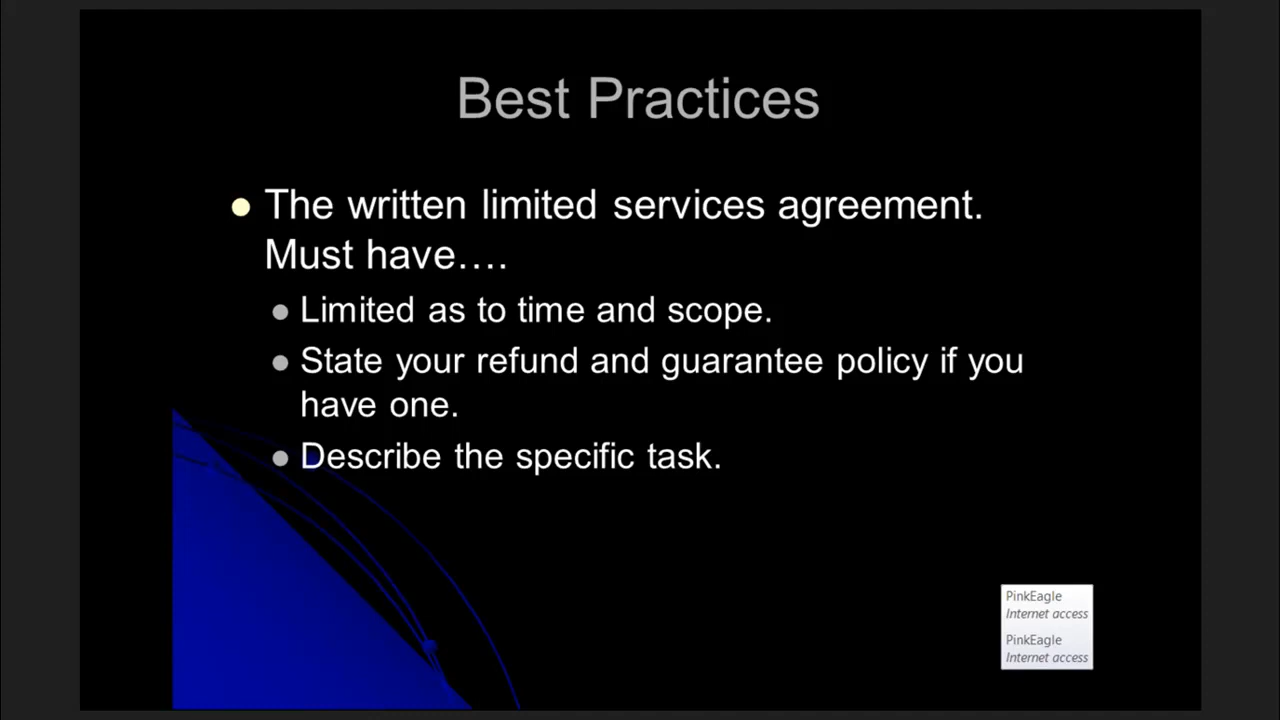 Best Practices
The written limited services agreement.
Must have….
Limited as to time and scope.
State your refund and guarantee policy if you
have one.
Describe the specific task.
PinkEagle
Internet access
PinkEagle
Internet access